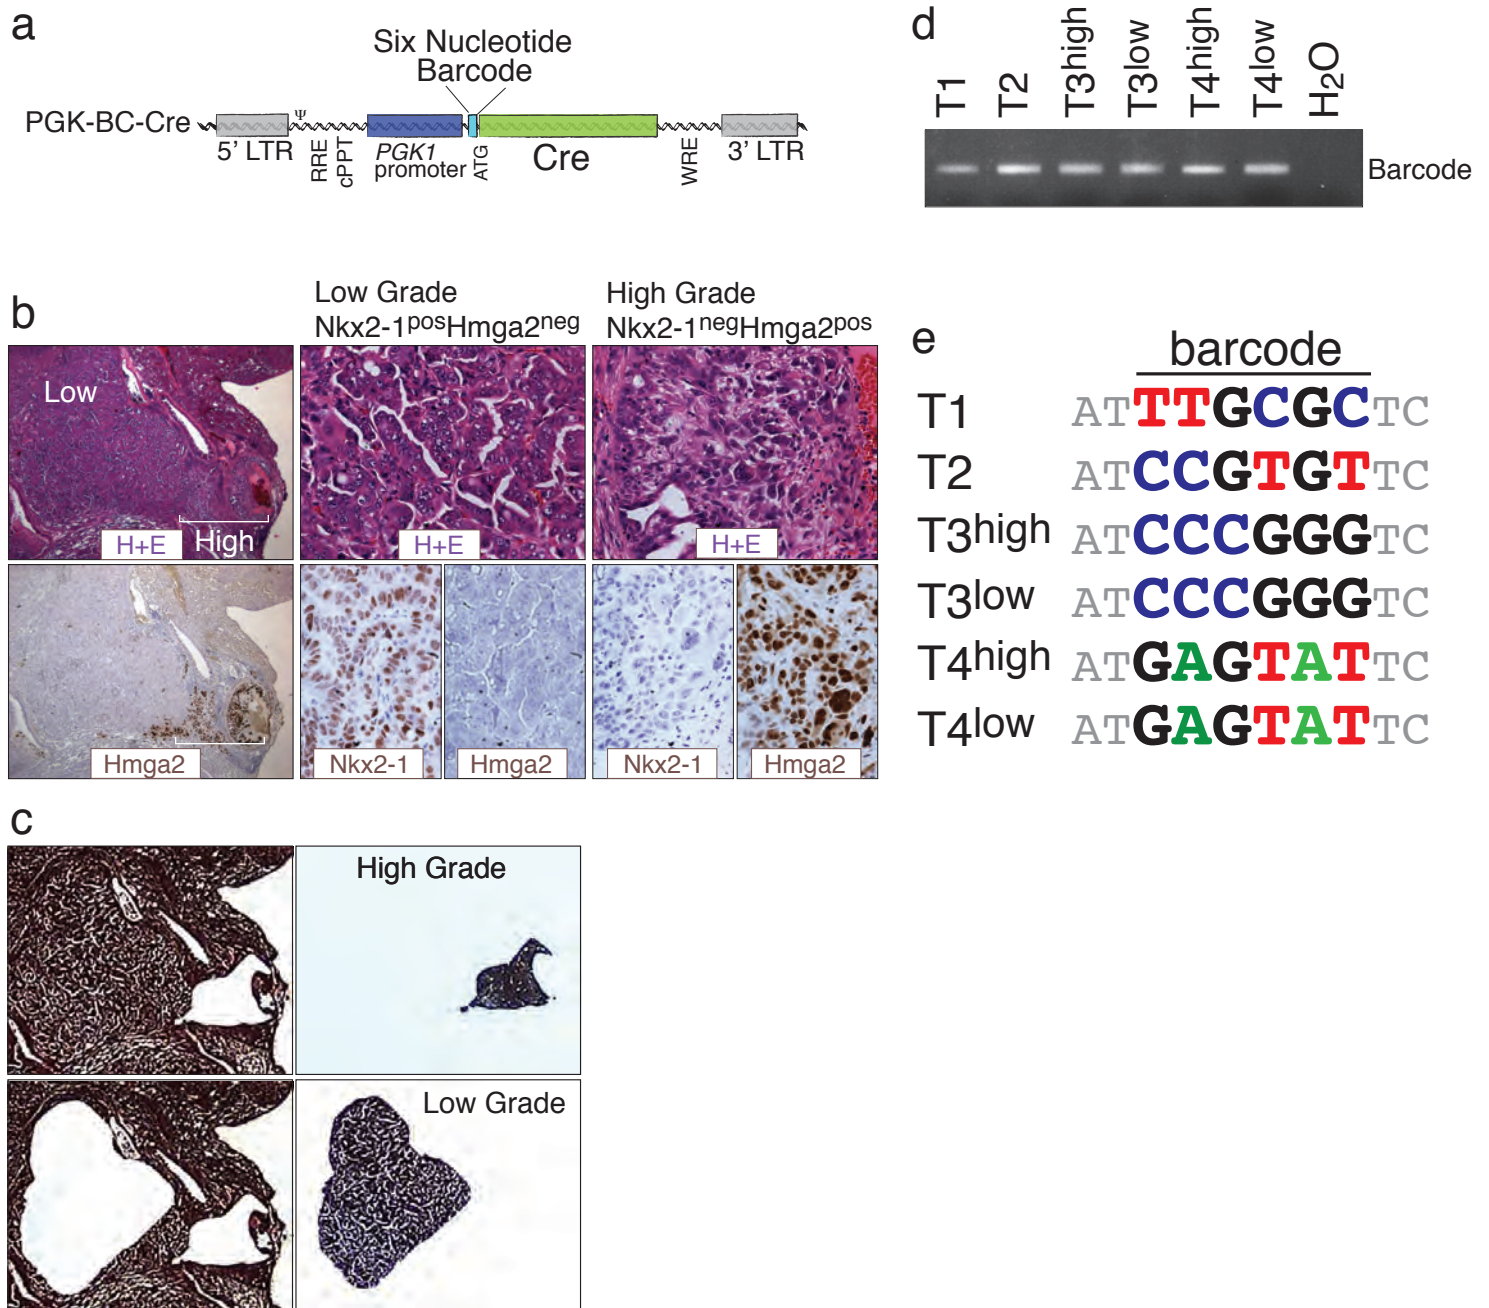 a
Six Nucleotide
Barcode
PGK-BC-Cre
Ψ
5' LTR
RRE
cPPT
PGK1
promoter
ATG
Cre
WRE
3' LTR
b
Low Grade
Nkx2-1posHmga2neg
High Grade
Nkx2-1negHmga2pos
Low
H+E
High
H+E
H+E
Hmga2
Nkx2-1
Hmga2
Nkx2-1
Hmga2
c
High Grade
Low Grade
d
T1
T2
T3high
T3low
T4high
T4low
H2O
Barcode
e
barcode
T1 ATTTGCGCTC
T2 ATCCGTGTTC
T3high ATCCCGGGTC
T3low ATCCCGGGTC
T4high ATGAGTATTC
T4low ATGAGTATTC